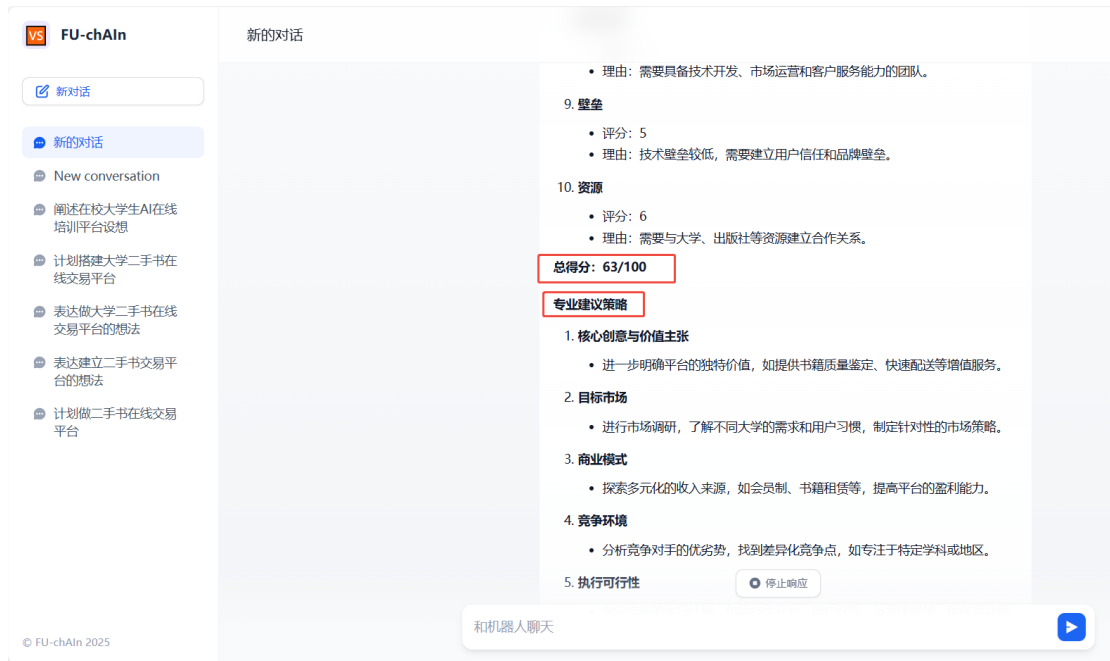 VS
FU-chAIn
新对话
新的对话
New conversation
阐述在校大学生AI在线
培训平台设想
计划搭建大学二手书在
线交易平台
表达做大学二手书在线
交易平台的想法
表达建立二手书交易平
台的想法
计划做二手书在线交易
平台
© FU-chAIn 2025
新的对话
• 理由：需要具备技术开发、市场运营和客户服务能力的团队。
9. 壁垒
• 评分：5
• 理由：技术壁垒较低，需要建立用户信任和品牌壁垒。
10. 资源
• 评分：6
• 理由：需要与大学、出版社等资源建立合作关系。
总得分：63/100
专业建议策略
1. 核心创意与价值主张
• 进一步明确平台的独特价值，如提供书籍质量鉴定、快速配送等增值服务。
2. 目标市场
• 进行市场调研，了解不同大学的需求和用户习惯，制定针对性的市场策略。
3. 商业模式
• 探索多元化的收入来源，如会员制、书籍租赁等，提高平台的盈利能力。
4. 竞争环境
• 分析竞争对手的优劣势，找到差异化竞争点，如专注于特定学科或地区。
5. 执行可行性
停止响应
和机器人聊天